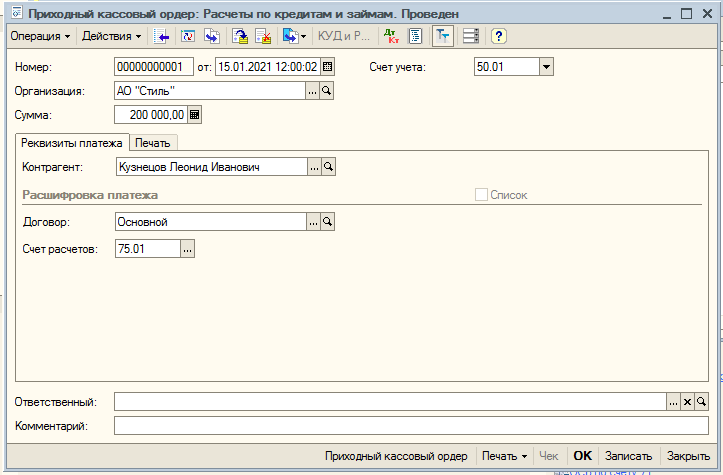 Приходный кассовый ордер: Расчеты по кредитам и займам. Проведен
Операция Действия КУД и Р... Дт Кт Тт ?
Номер: 00000000001 от: 15.01.2021 12:00:02 Счет учета: 50.01
Организация: АО "Стиль" ...
Сумма: 200 000,00
Реквизиты платежа Печать
Контрагент: Кузнецов Леонид Иванович ...
Расшифровка платежа Список
Договор: Основной ...
Счет расчетов: 75.01 ...
Ответственный: ... x
Комментарий:
Приходный кассовый ордер Печать Чек OK Записать Закрыть